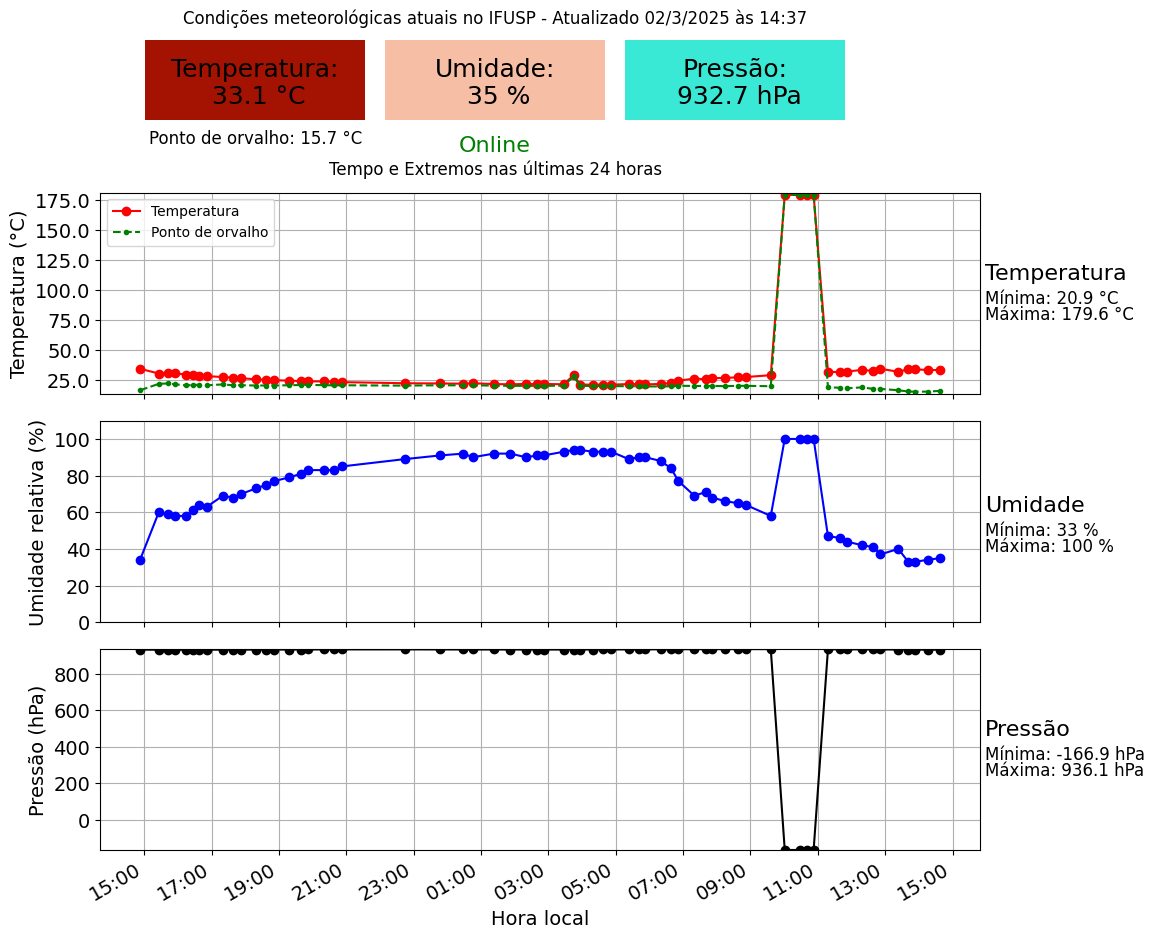 Condições meteorológicas atuais no IFUSP - Atualizado 02/3/2025 às 14:37
Temperatura:
33.1 °C
Umidade:
35 %
Pressão:
932.7 hPa
Ponto de orvalho: 15.7 °C
Online
Tempo e Extremos nas últimas 24 horas
Temperatura (°C)
175.0
150.0
125.0
100.0
75.0
50.0
25.0
Temperatura
Ponto de orvalho
Temperatura
Mínima: 20.9 °C
Máxima: 179.6 °C
Umidade relativa (%)
100
80
60
40
20
0
Umidade
Mínima: 33 %
Máxima: 100 %
Pressão (hPa)
800
600
400
200
0
Pressão
Mínima: -166.9 hPa
Máxima: 936.1 hPa
15:00
17:00
19:00
21:00
23:00
01:00
03:00
05:00
07:00
09:00
11:00
13:00
15:00
Hora local